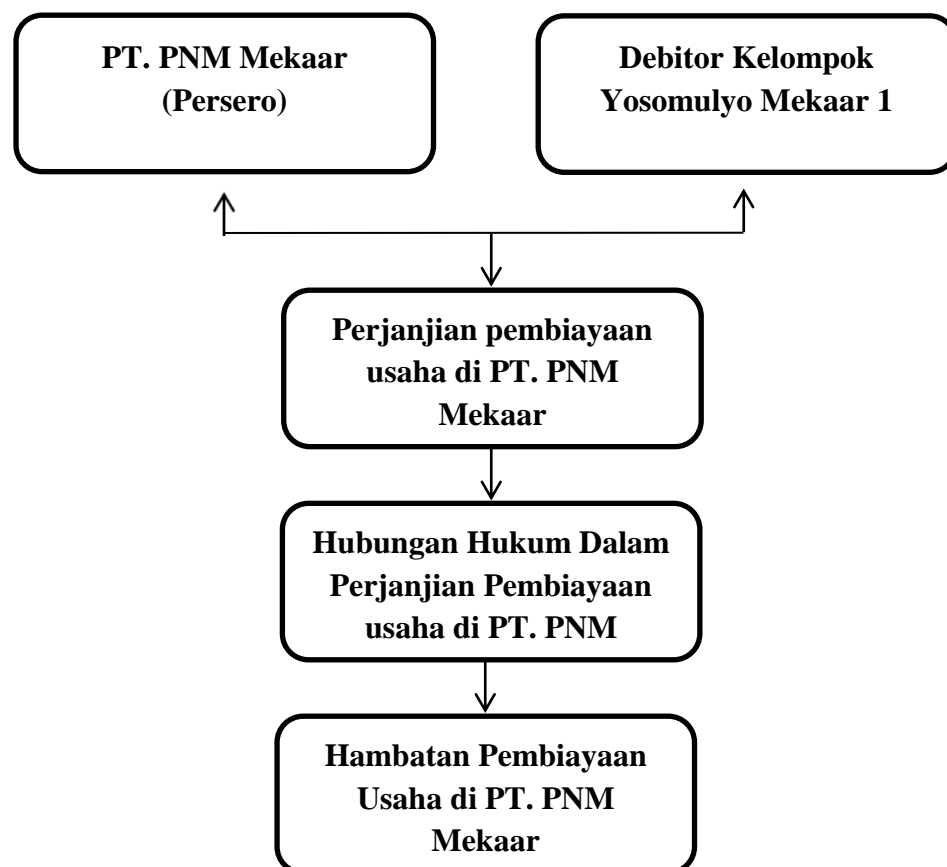 PT. PNM Mekaar
(Persero)
Debitor Kelompok
Yosomulyo Mekaar 1
Perjanjian pembiayaan
usaha di PT. PNM
Mekaar
Hubungan Hukum Dalam
Perjanjian Pembiayaan
usaha di PT. PNM
Hambatan Pembiayaan
Usaha di PT. PNM
Mekaar